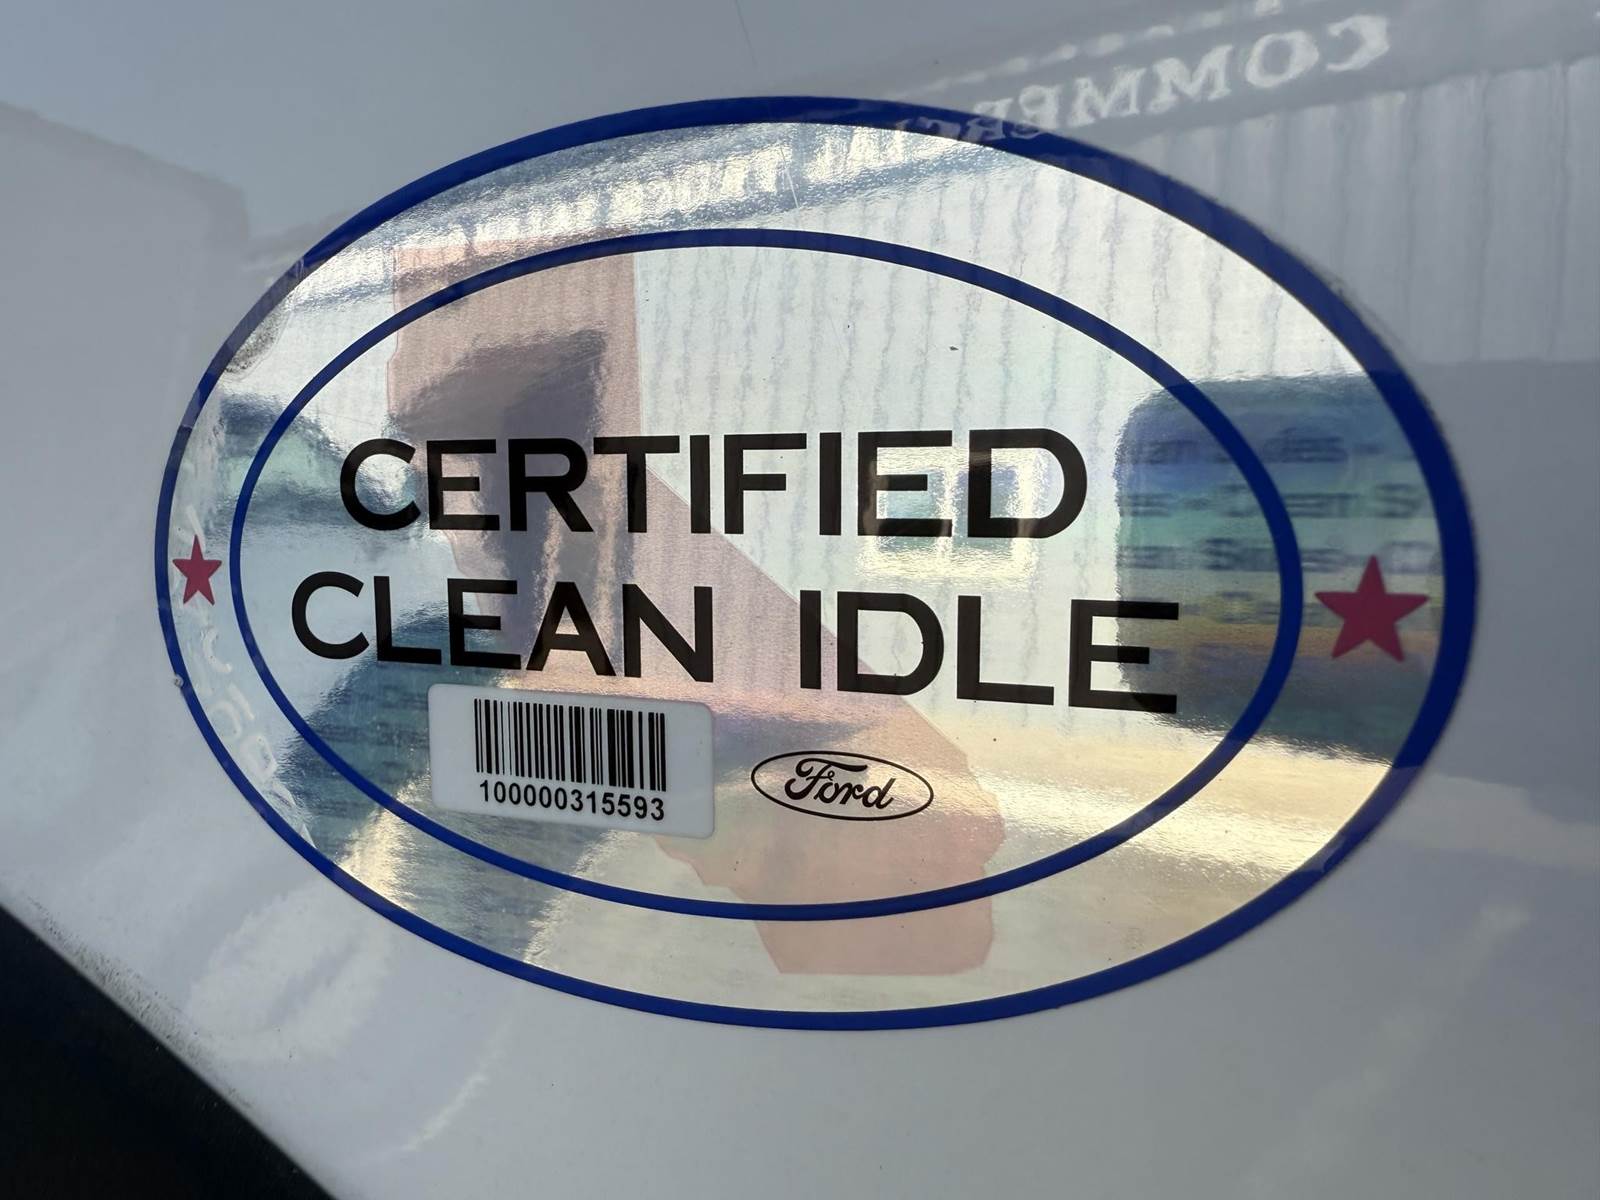 CERTIFIED
CLEAN IDLE
100000315593
Ford